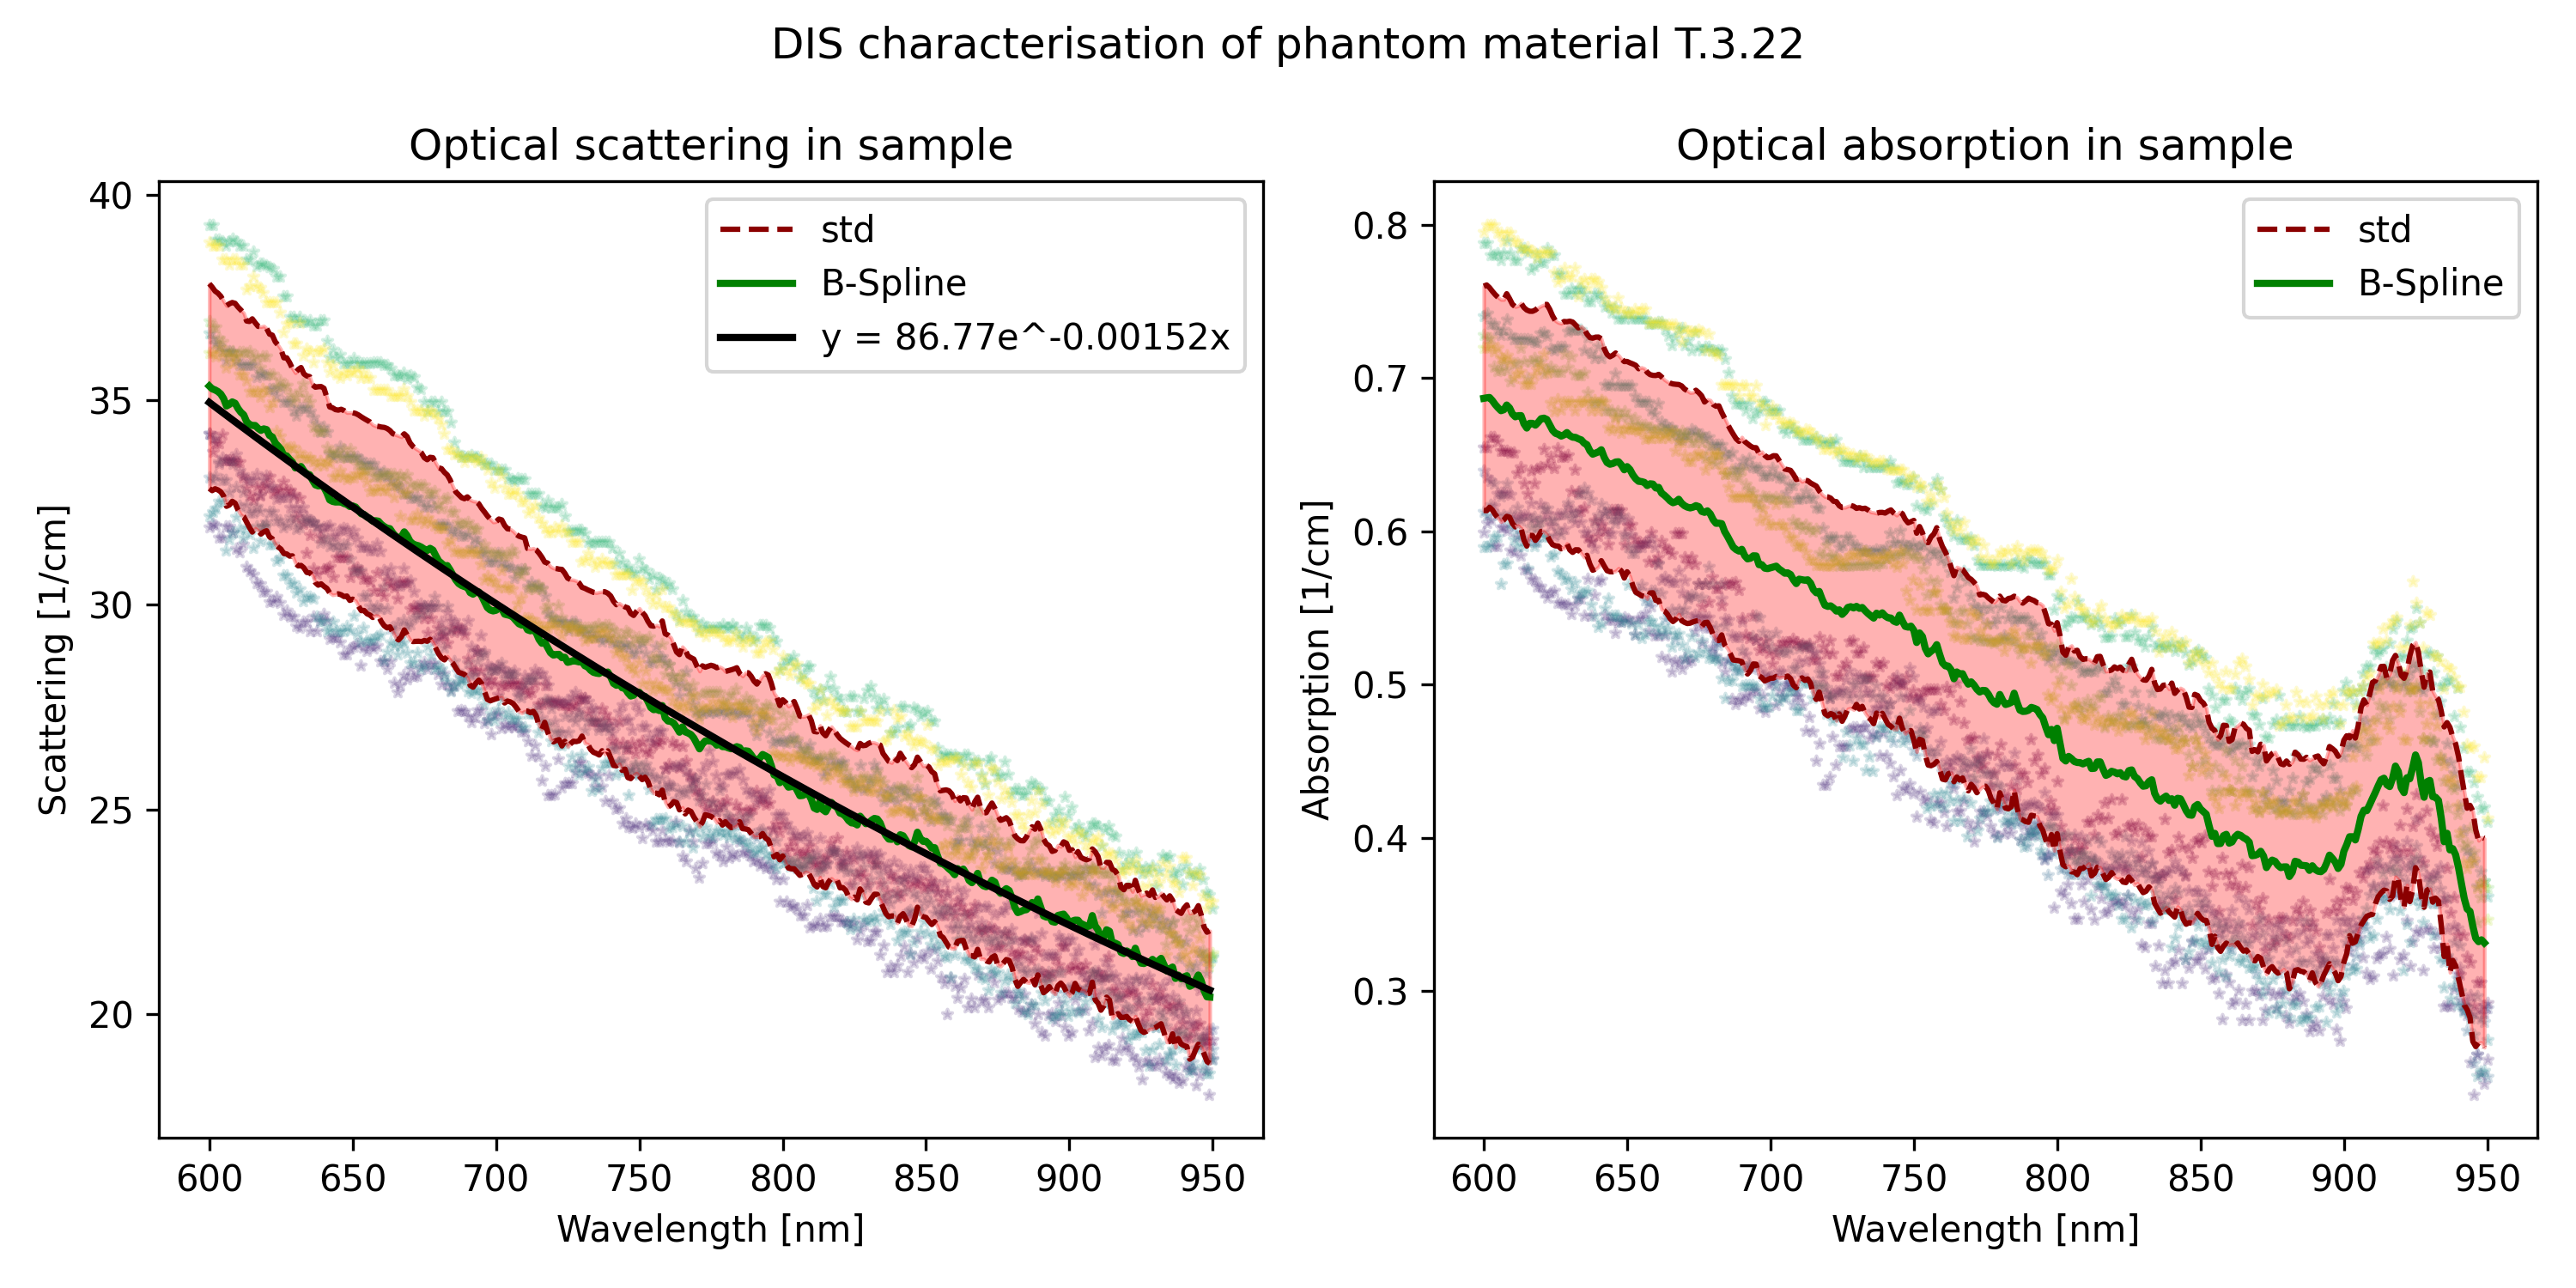 DIS characterisation of phantom material T.3.22
Optical scattering in sample
40
35
30
25
20
Scattering [1/cm]
std
B-Spline
y = 86.77e^-0.00152x
600 650 700 750 800 850 900 950
Wavelength [nm]
Optical absorption in sample
0.8
0.7
0.6
0.5
0.4
0.3
Absorption [1/cm]
std
B-Spline
600 650 700 750 800 850 900 950
Wavelength [nm]